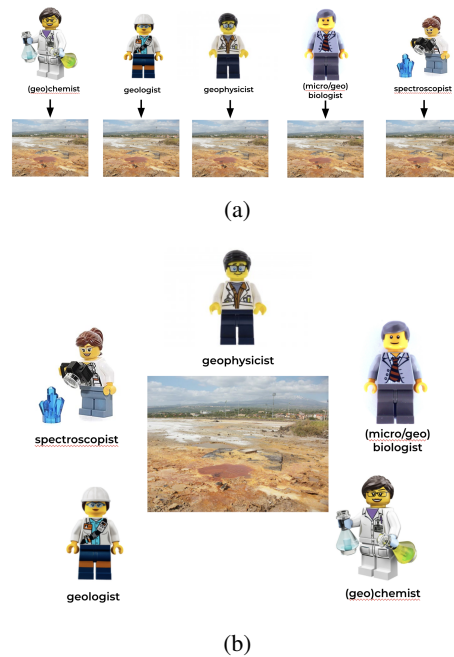 (geo)chemist
geologist
geophysicist
(micro/geo)
biologist
spectroscopist
(a)
geophysicist
spectroscopist
(micro/geo)
biologist
geologist
(geo)chemist
(b)